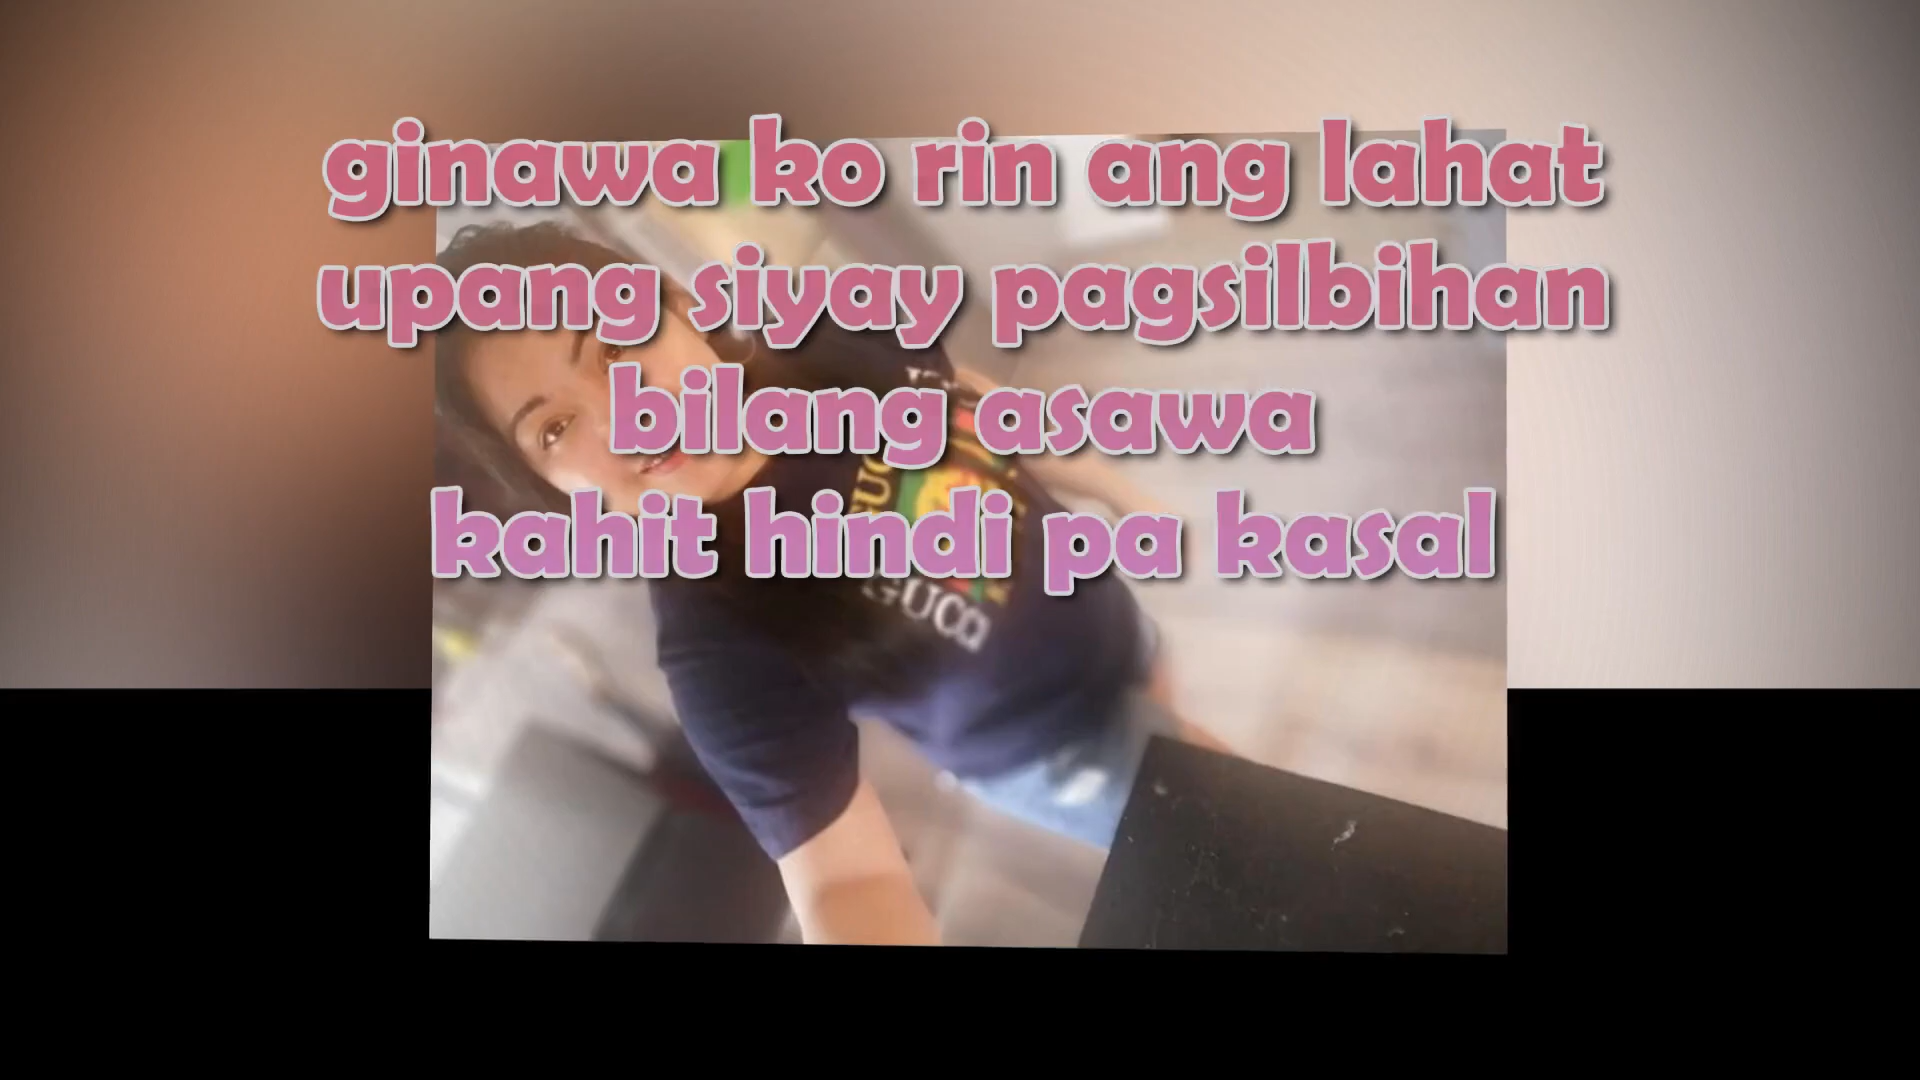 ginawa ko rin ang lahat
upang siyay pagsilbihan
bilang asawa
kahit hindi pa kasal